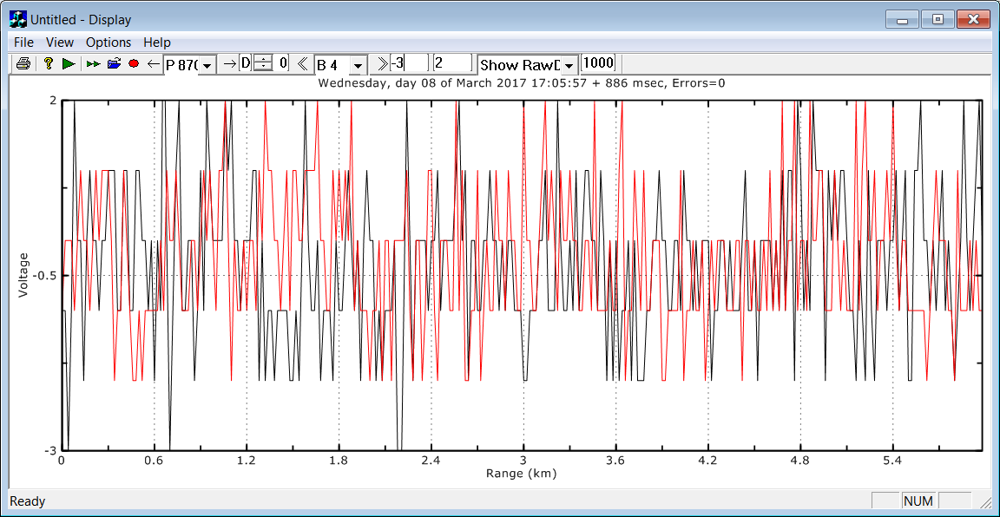 Untitled - Display
File View Options Help
P 870 D 0 B 4 -3 2 Show RawD 1000
Wednesday, day 08 of March 2017 17:05:57 + 886 msec, Errors=0
2
Voltage
-0.5
-3
0 0.6 1.2 1.8 2.4 3 3.6 4.2 4.8 5.4
Range (km)
Ready NUM